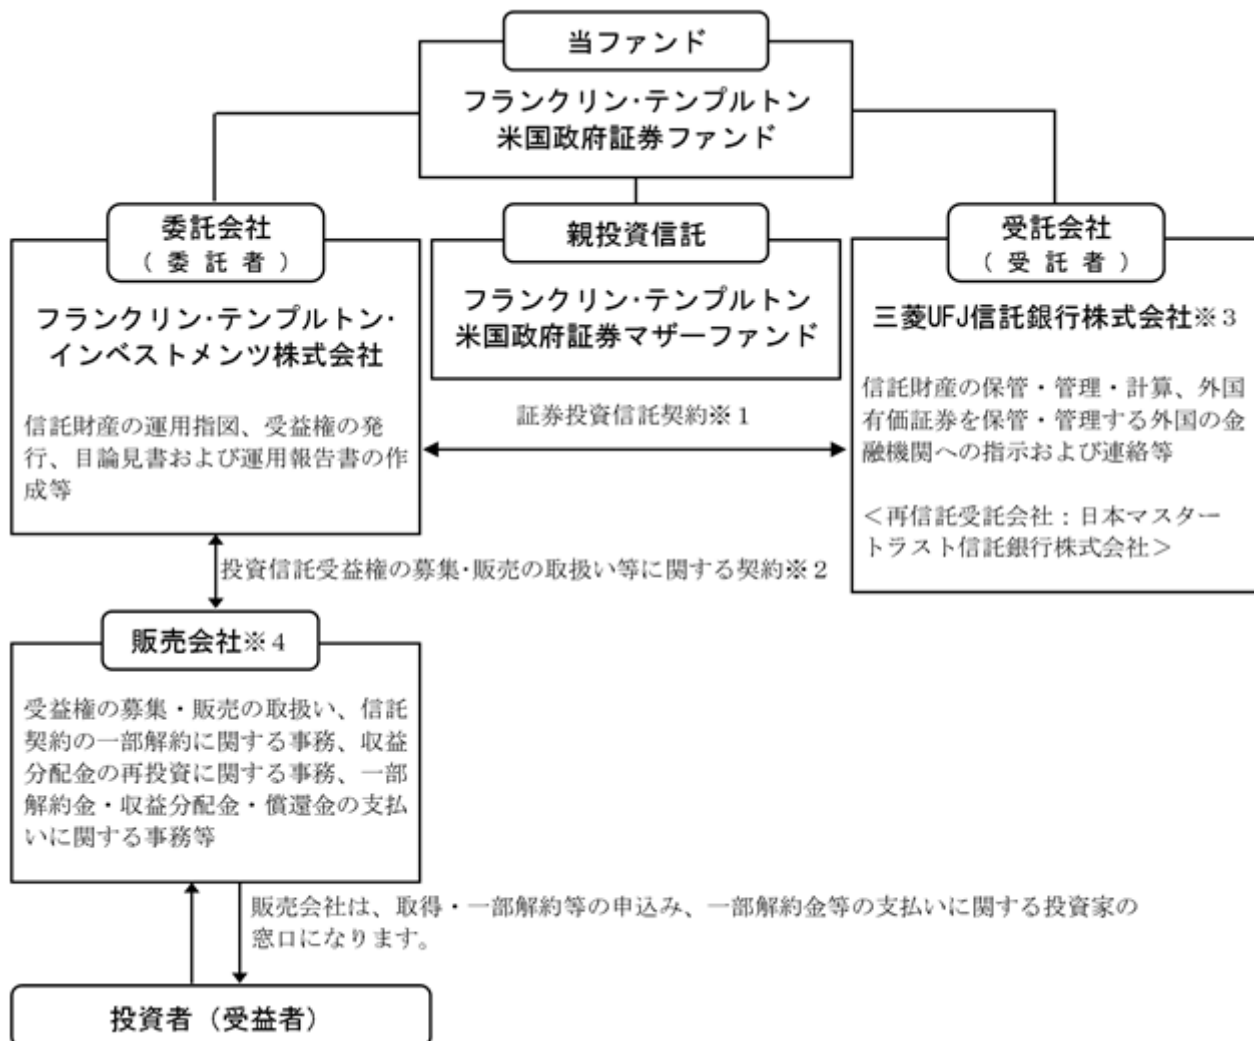 当ファンド
フランクリン･テンプルトン
米国政府証券ファンド
委託会社
（委託者）
フランクリン･テンプルトン･
インベストメンツ株式会社
信託財産の運用指図、受益権の発
行、目論見書および運用報告書の作
成等
親投資信託
フランクリン･テンプルトン
米国政府証券マザーファンド
証券投資信託契約※１
受託会社
（受託者）
三菱UFJ信託銀行株式会社※３
信託財産の保管・管理・計算、外国
有価証券を保管・管理する外国の金
融機関への指示および連絡等
＜再信託受託会社：日本マスター
トラスト信託銀行株式会社＞
投資信託受益権の募集･販売の取扱い等に関する契約※２
販売会社※４
受益権の募集・販売の取扱い、信託
契約の一部解約に関する事務、収益
分配金の再投資に関する事務、一部
解約金・収益分配金・償還金の支払
いに関する事務等
販売会社は、取得・一部解約等の申込み、一部解約金等の支払いに関する投資家の
窓口になります。
投資者（受益者）